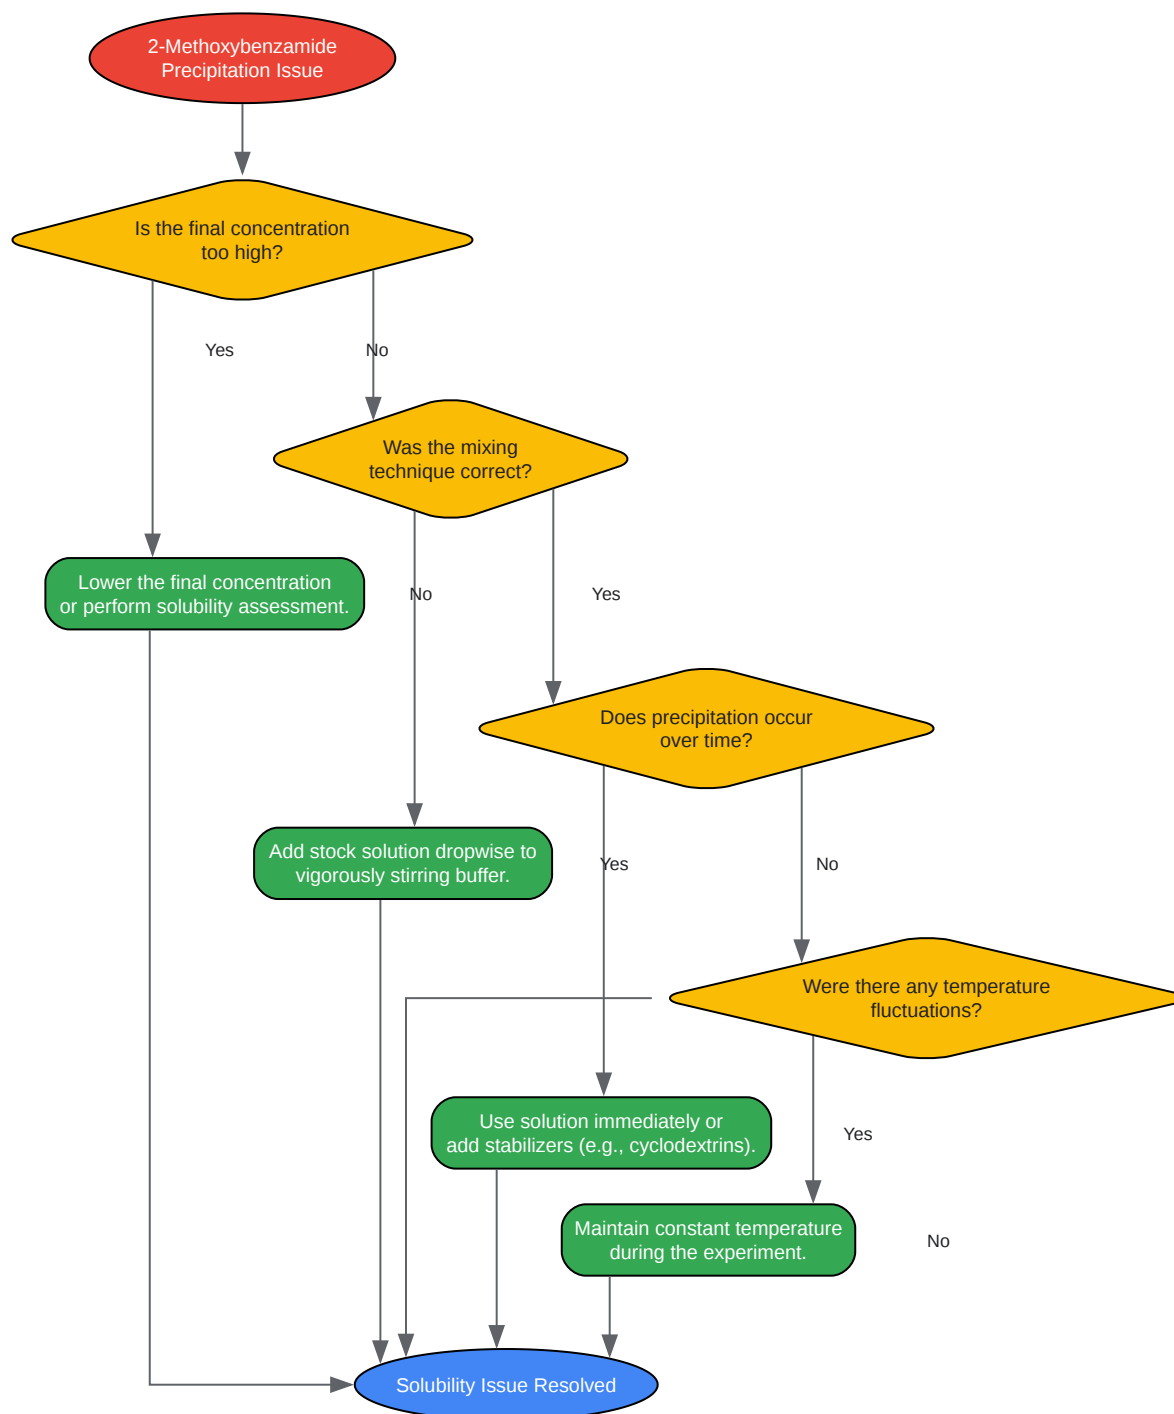 2-Methoxybenzamide
Precipitation Issue
Is the final concentration
too high?
Yes
No
Was the mixing
technique correct?
Lower the final concentration
or perform solubility assessment.
No
Yes
Does precipitation occur
over time?
Add stock solution dropwise to
vigorously stirring buffer.
Yes
No
Were there any temperature
fluctuations?
Use solution immediately or
add stabilizers (e.g., cyclodextrins).
Yes
Maintain constant temperature
during the experiment.
No
Solubility Issue Resolved